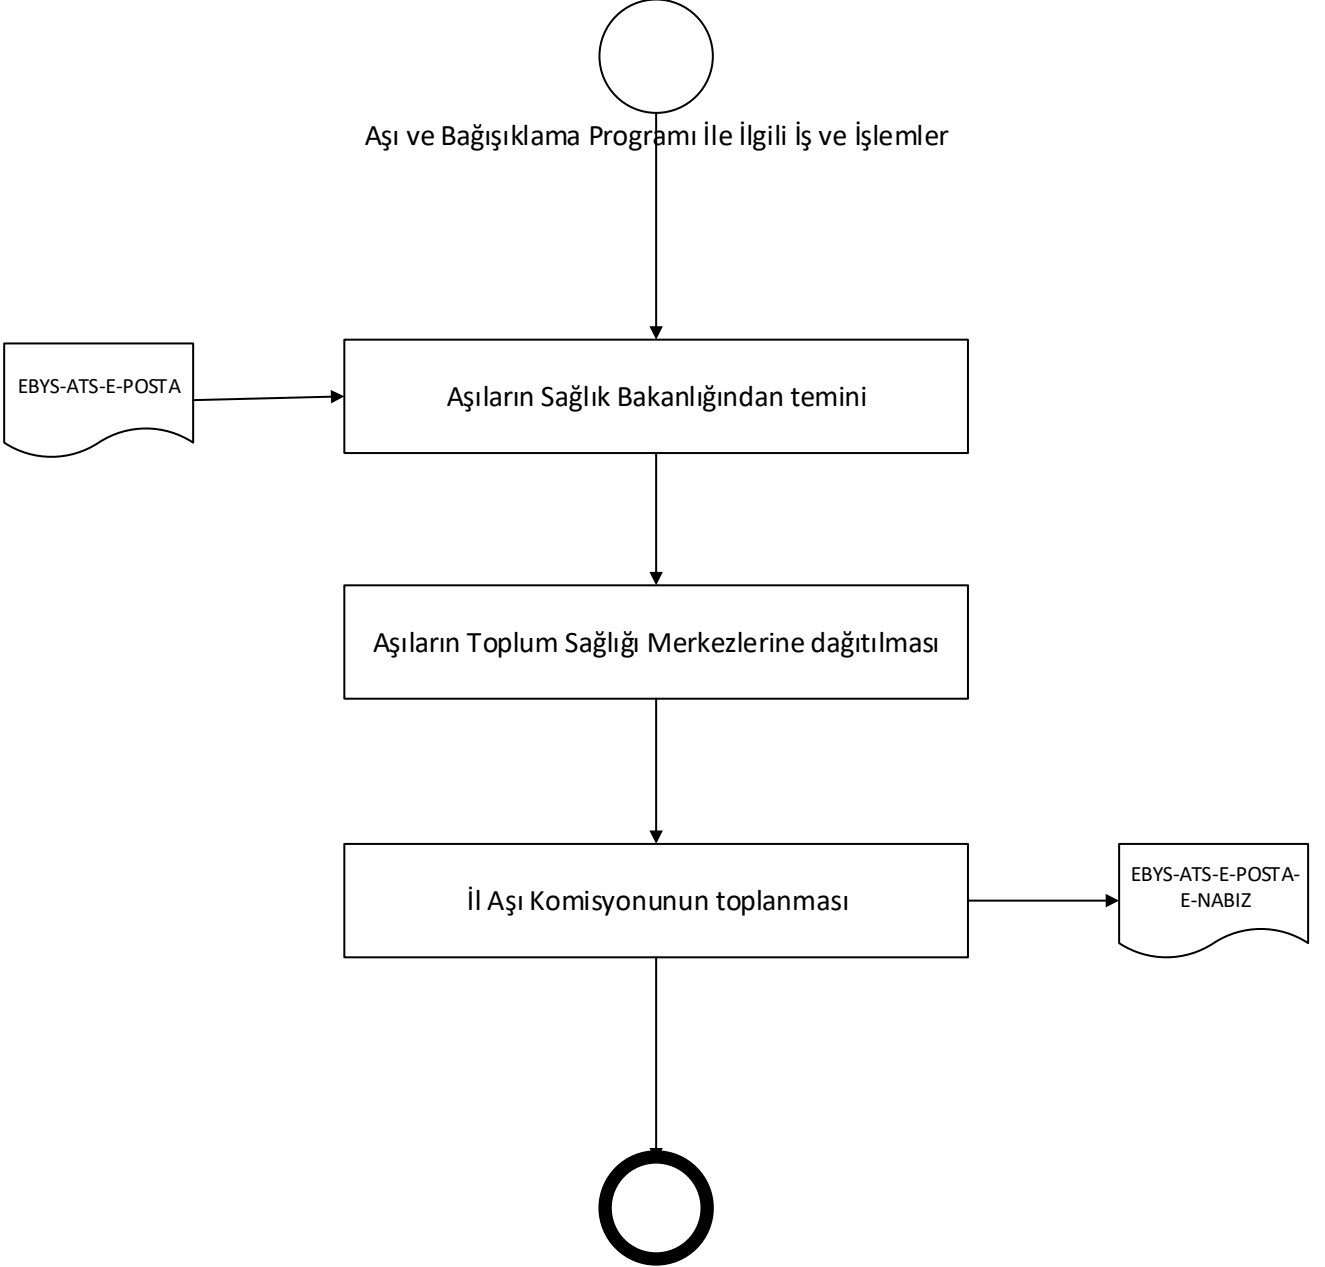 Aşı ve Bağışıklama Programı İle İlgili İş ve İşlemler
EBYS-ATS-E-POSTA
Aşıların Sağlık Bakanlığından temini
Aşıların Toplum Sağlığı Merkezlerine dağıtılması
İl Aşı Komisyonunun toplanması
EBYS-ATS-E-POSTA-
E-NABIZ